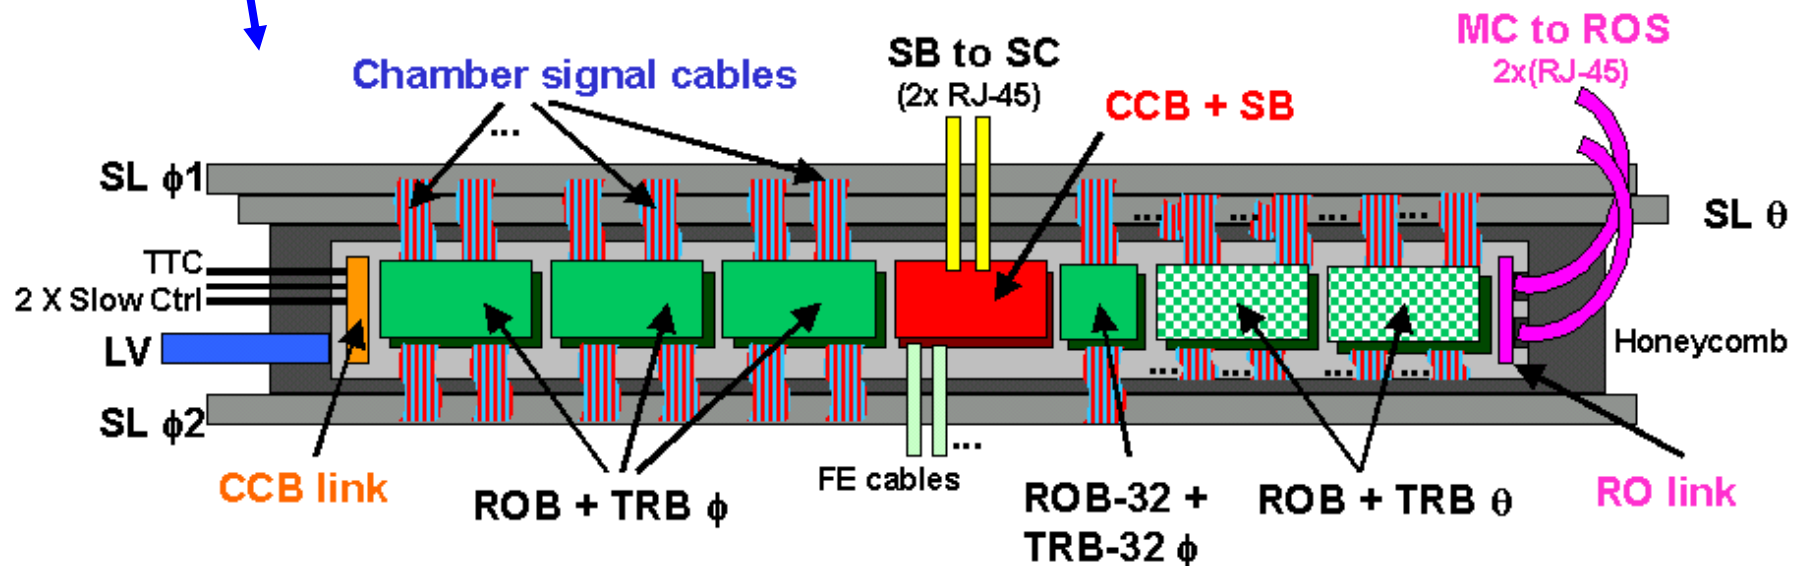 MC to ROS
2x(RJ-45)
SB to SC
(2x RJ-45)
Chamber signal cables
...
CCB + SB
SL ϕ1
SL θ
... ... ... ...
TTC
2 X Slow Ctrl
LV
Honeycomb
... ... ... ...
SL ϕ2
...
FE cables
CCB link
ROB + TRB ϕ
ROB-32 +
TRB-32 ϕ
ROB + TRB θ
RO link